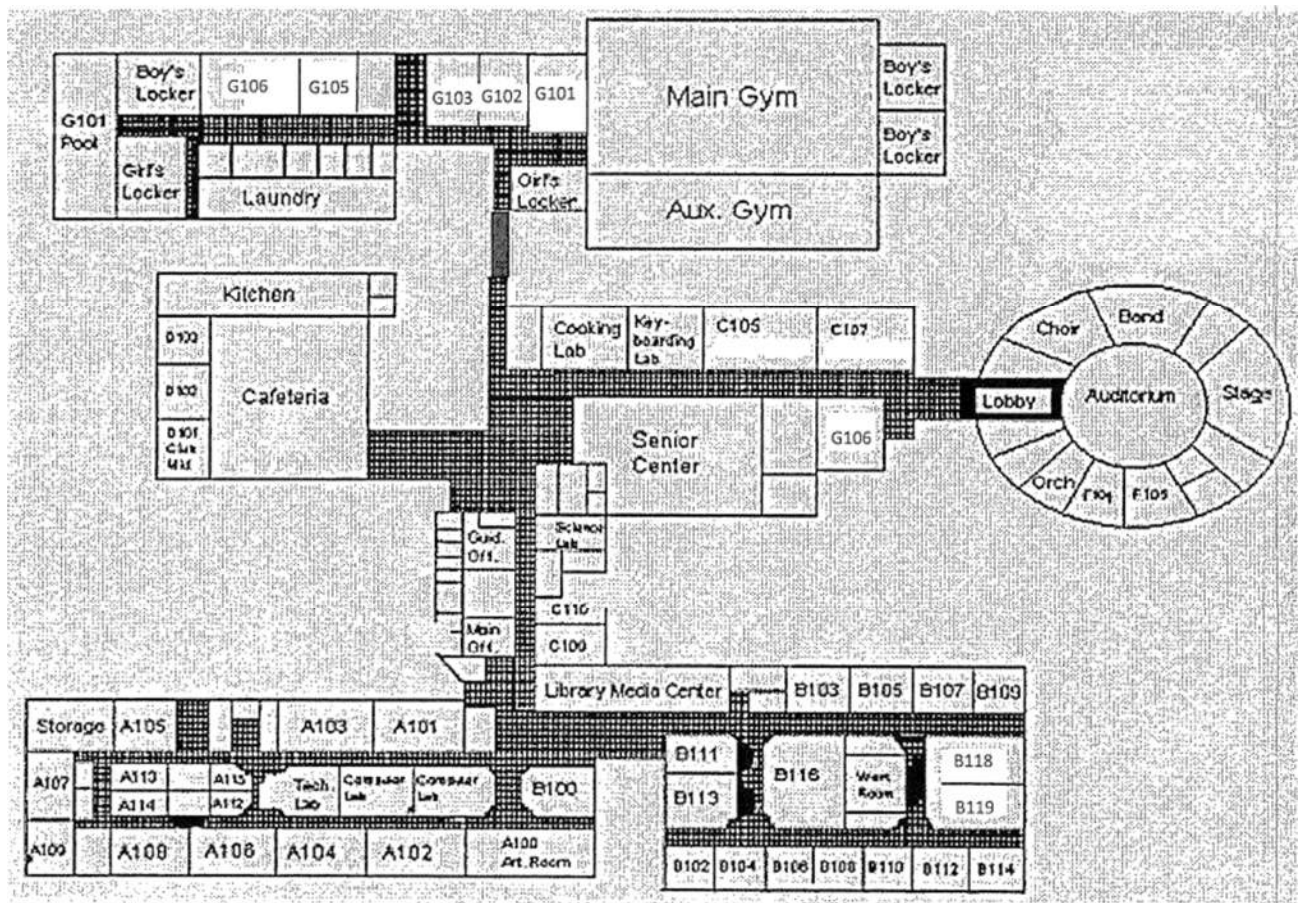 Boy's
Locker
G106
G105
G103
G102
G101
Main Gym
Boy's
Locker
Boy's
Locker
G101
Pool
Girl's
Locker
Laundry
Girl's
Locker
Aux. Gym
Kitchen
Cooking
Lab
Key-
boarding
Lab
C105
C107
Choir
Band
Cafeteria
Lobby
Auditorium
Stage
Senior
Center
G106
Orch
Guid.
Off.
Science
Lab
C110
Main
Off.
C109
Library Media Center
B103
B105
B107
B109
Storage
A105
A103
A101
B111
B116
B118
A107
A110
A115
Tech
Lab
Computer
Lab
Computer
Lab
B100
A114
A112
B113
Work
Room
B119
A109
A108
A106
A104
A102
A100
Art. Room
B102
B104
B106
B108
B110
B112
B114